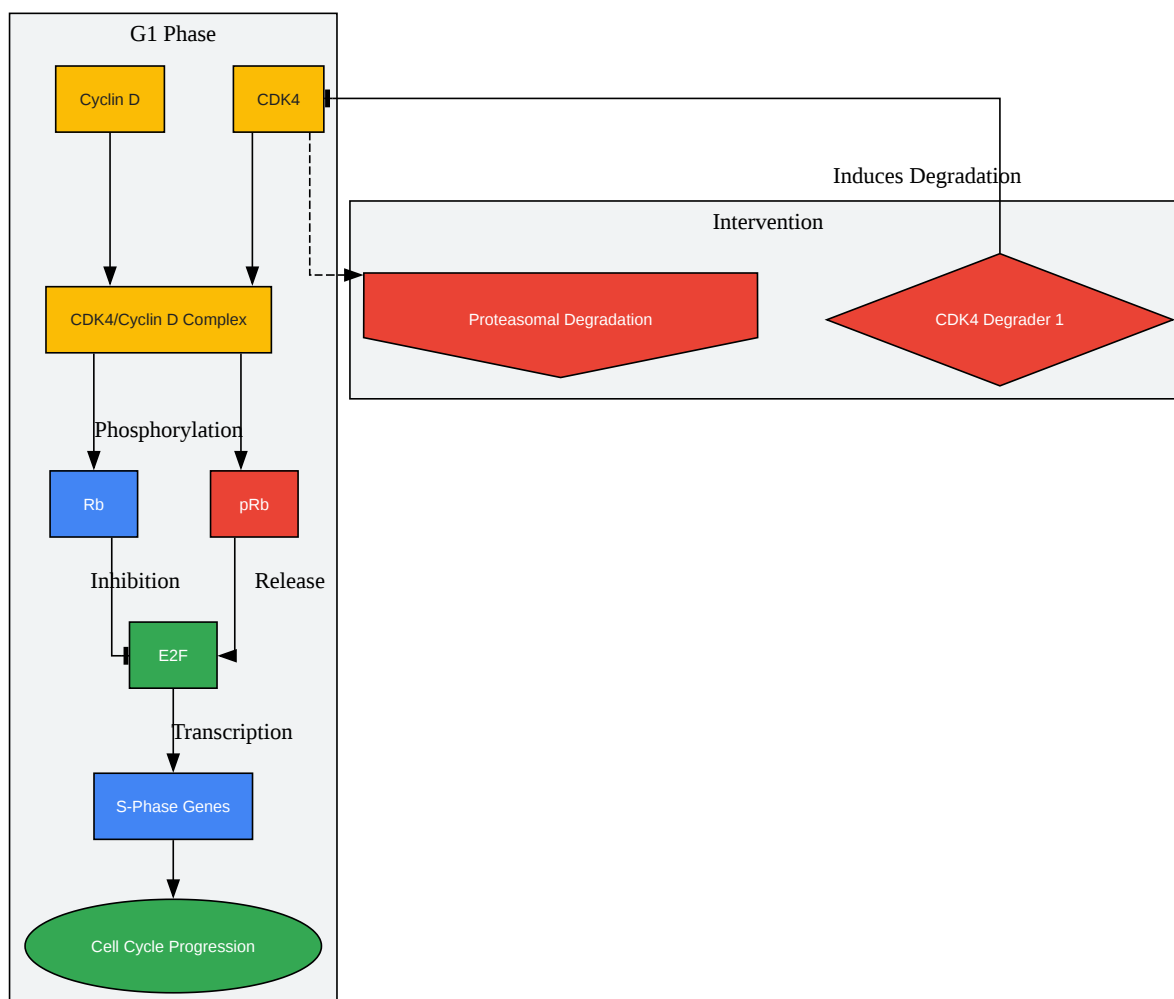 G1 Phase
Cyclin D
CDK4
Induces Degradation
Intervention
CDK4/Cyclin D Complex
Proteasomal Degradation
CDK4 Degrader 1
Phosphorylation
Rb
pRb
Inhibition
Release
E2F
Transcription
S-Phase Genes
Cell Cycle Progression